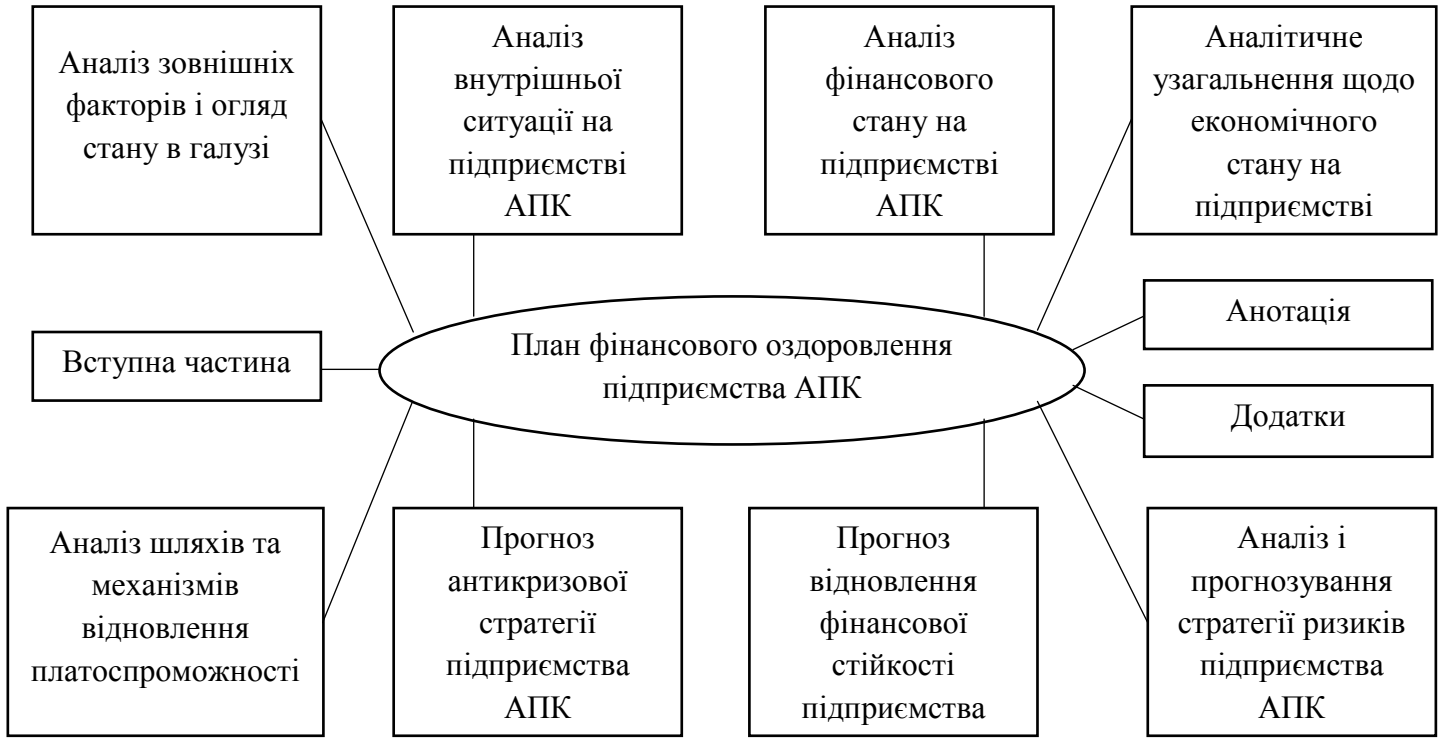 Аналіз зовнішніх
факторів і огляд
стану в галузі
Аналіз
внутрішньої
ситуації на
підприємстві
АПК
Аналіз
фінансового
стану на
підприємстві
АПК
Аналітичне
узагальнення щодо
економічного
стану на
підприємстві
Вступна частина
План фінансового оздоровлення
підприємства АПК
Анотація
Додатки
Аналіз шляхів та
механізмів
відновлення
платоспроможності
Прогноз
антикризової
стратегії
підприємства
АПК
Прогноз
відновлення
фінансової
стійкості
підприємства
Аналіз і
прогнозування
стратегії ризиків
підприємства
АПК